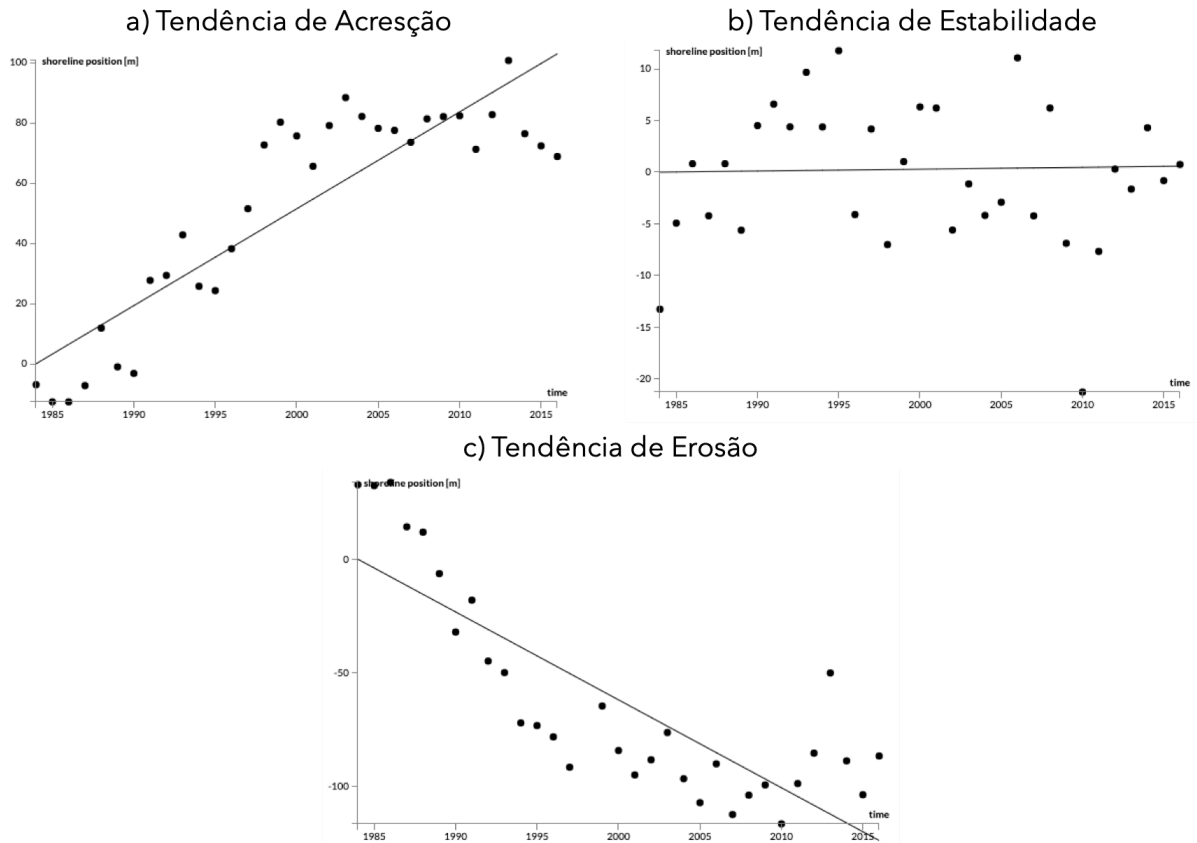 a) Tendência de Acresção
shoreline position [m]
100
80
60
40
20
0
time
1985 1990 1995 2000 2005 2010 2015
b) Tendência de Estabilidade
shoreline position [m]
10
5
0
-5
-10
-15
-20
time
1985 1990 1995 2000 2005 2010 2015
c) Tendência de Erosão
shoreline position [m]
0
-50
-100
time
1985 1990 1995 2000 2005 2010 2015